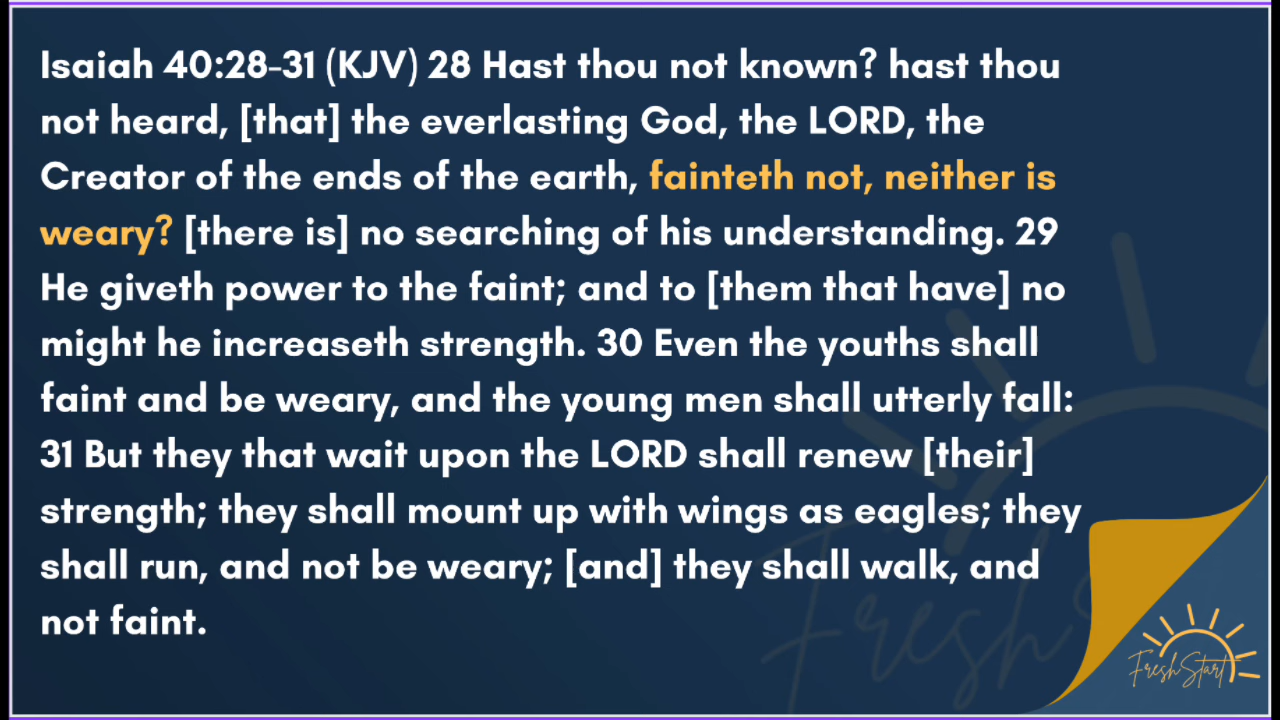 Isaiah 40:28-31 (KJV) 28 Hast thou not known? hast thou
not heard, [that] the everlasting God, the LORD, the
Creator of the ends of the earth, fainteth not, neither is
weary? [there is] no searching of his understanding. 29
He giveth power to the faint; and to [them that have] no
might he increaseth strength. 30 Even the youths shall
faint and be weary, and the young men shall utterly fall:
31 But they that wait upon the LORD shall renew [their]
strength; they shall mount up with wings as eagles; they
shall run, and not be weary; [and] they shall walk, and
not faint.
Fresh S
Fresh Start